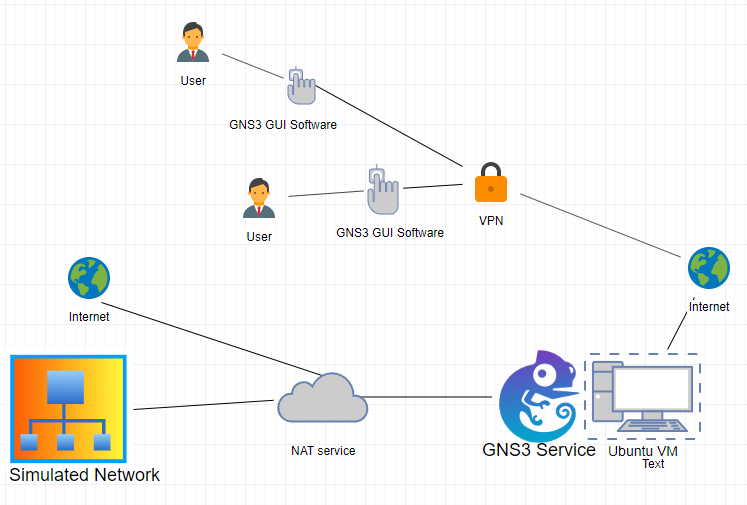 User
GNS3 GUI Software
User
GNS3 GUI Software
VPN
Internet
Internet
Simulated Network
NAT service
GNS3 Service
Ubuntu VM
Text